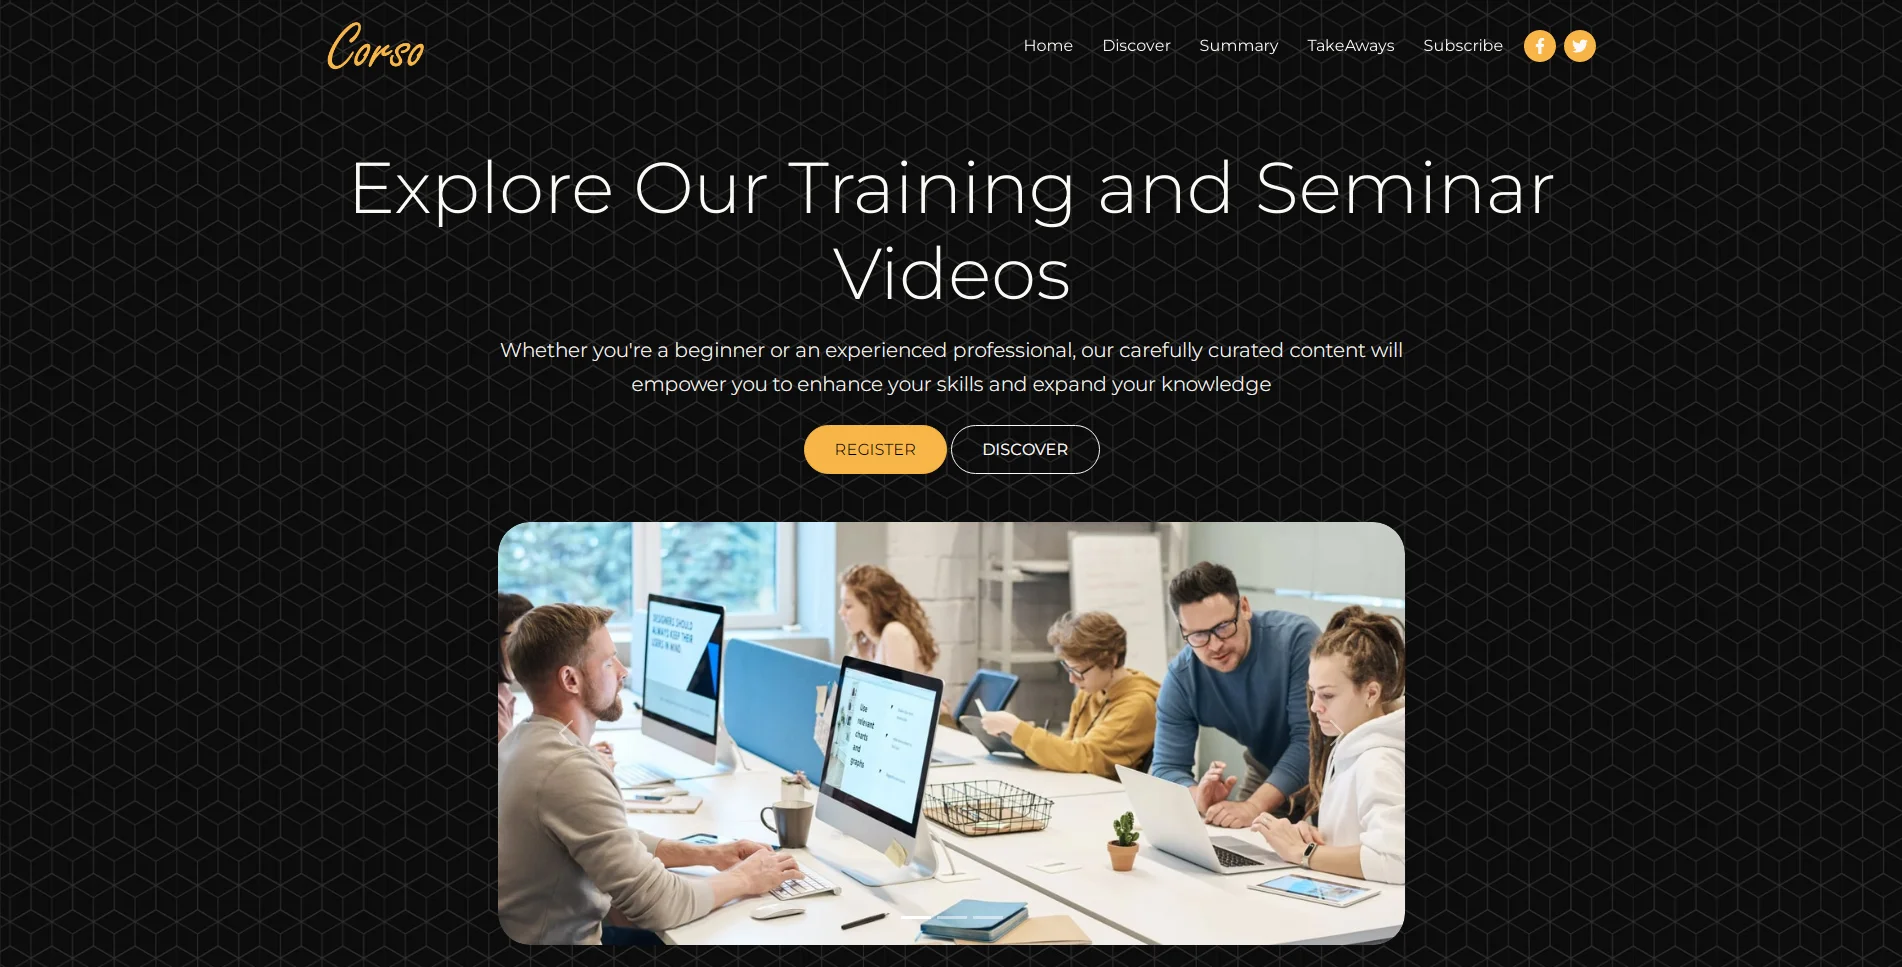 Corso
Home Discover Summary TakeAways Subscribe
Explore Our Training and Seminar
Videos
Whether you're a beginner or an experienced professional, our carefully curated content will
empower you to enhance your skills and expand your knowledge
REGISTER DISCOVER
DESIGNERS SHOULD
ALWAYS KEEP THEIR
USERS IN MIND.
Use
relevant
charts
and
graphs